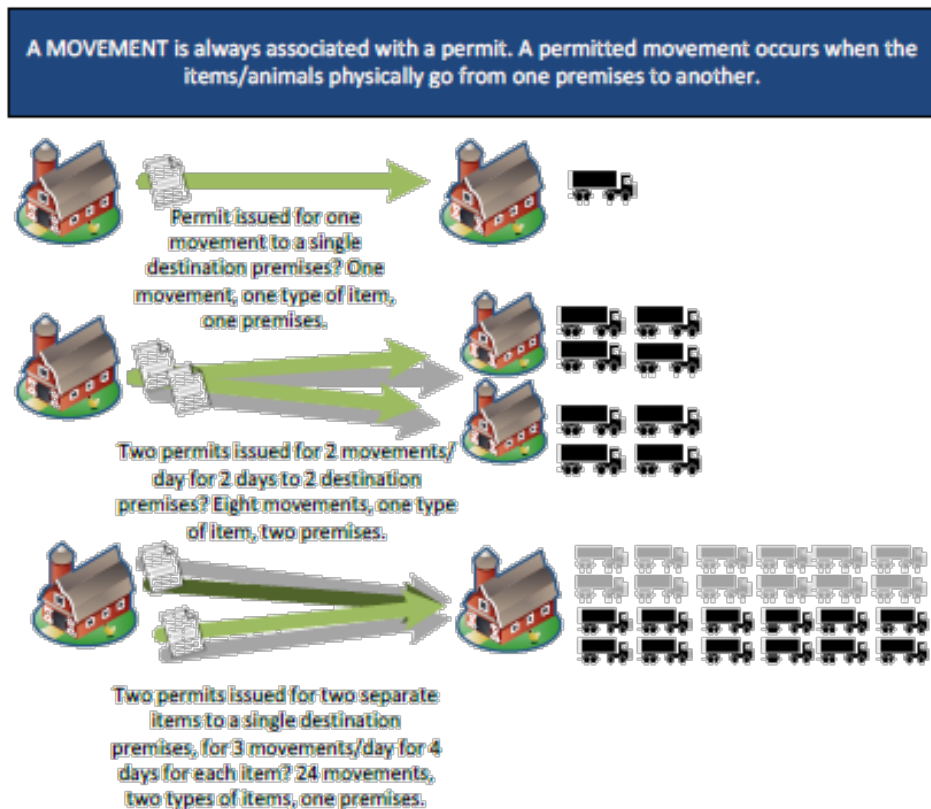 A MOVEMENT is always associated with a permit. A permitted movement occurs when the
items/animals physically go from one premises to another.
Permit issued for one
movement to a single
destination premises? One
movement, one type of item,
one premises.
Two permits issued for 2 movements/
day for 2 days to 2 destination
premises? Eight movements, one type
of item, two premises.
Two permits issued for two separate
items to a single destination
premises, for 3 movements/day for 4
days for each item? 24 movements,
two types of items, one premises.